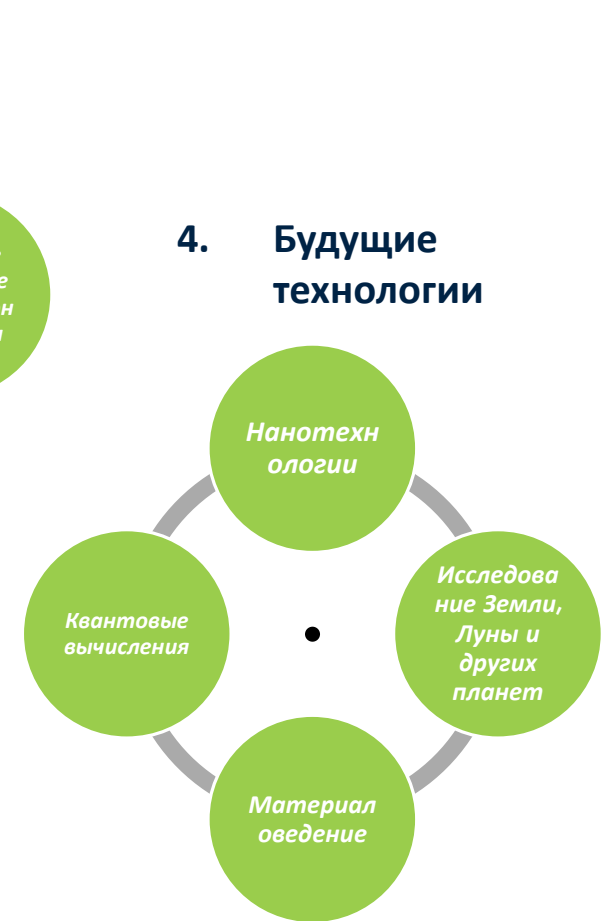 4. Будущие
технологии
Нанотехн
ологии
Исследова
ние Земли,
Луны и
других
планет
Материал
оведение
Квантовые
вычисления